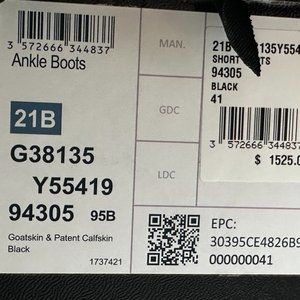 3 572666 344837
Ankle Boots
21B
G38135
Y55419
94305 95B
Goatskin & Patent Calfskin
Black
1737421
MAN.
GDC
LDC
EPC:
30395CE4826B9
000000041
21B 135Y554
SHORT
94305
BLACK
41
3 572666 34483
$ 1525.0